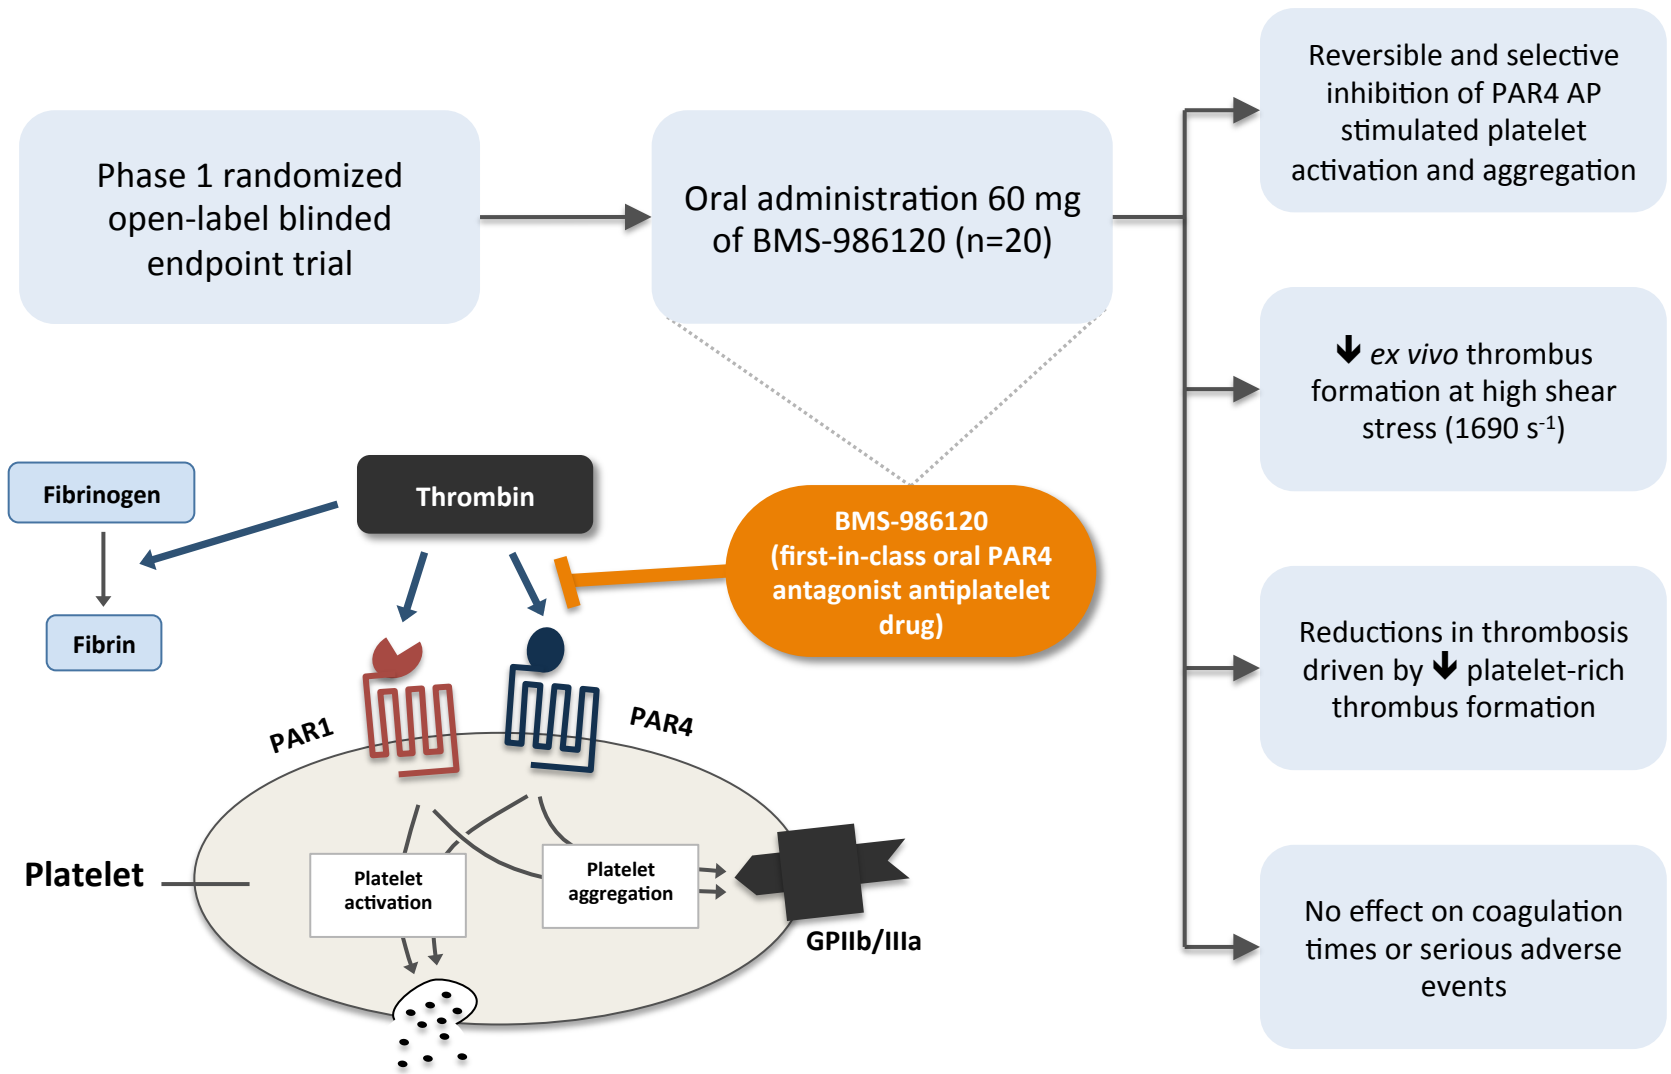 Phase 1 randomized
open-label blinded
endpoint trial
Oral administration 60 mg
of BMS-986120 (n=20)
Reversible and selective
inhibition of PAR4 AP
stimulated platelet
activation and aggregation
🡳 ex vivo thrombus
formation at high shear
stress (1690 s⁻¹)
Reductions in thrombosis
driven by 🡳 platelet-rich
thrombus formation
No effect on coagulation
times or serious adverse
events
Fibrinogen
Fibrin
Thrombin
BMS-986120
(first-in-class oral PAR4
antagonist antiplatelet
drug)
PAR1
PAR4
Platelet
Platelet
activation
Platelet
aggregation
GPIIb/IIIa